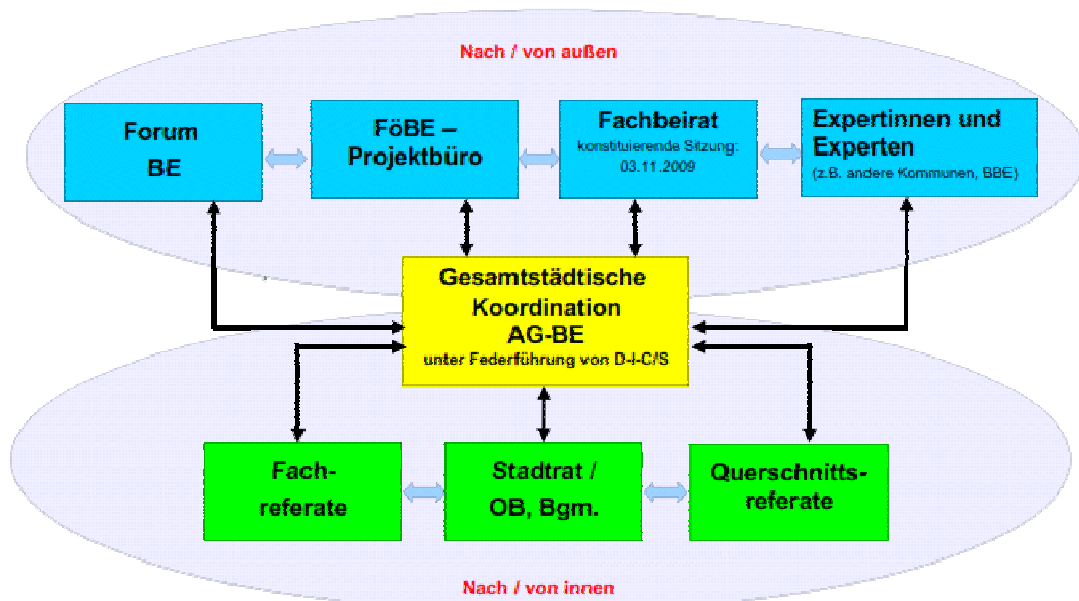 Nach / von außen
Forum
BE
FöBE –
Projektbüro
Fachbeirat
konstituierende Sitzung:
03.11.2009
Expertinnen und
Experten
(z.B. andere Kommunen, BBE)
Gesamtstädtische
Koordination
AG-BE
unter Federführung von D-I-C/S
Fach-
referate
Stadtrat /
OB, Bgm.
Querschnitts-
referate
Nach / von innen